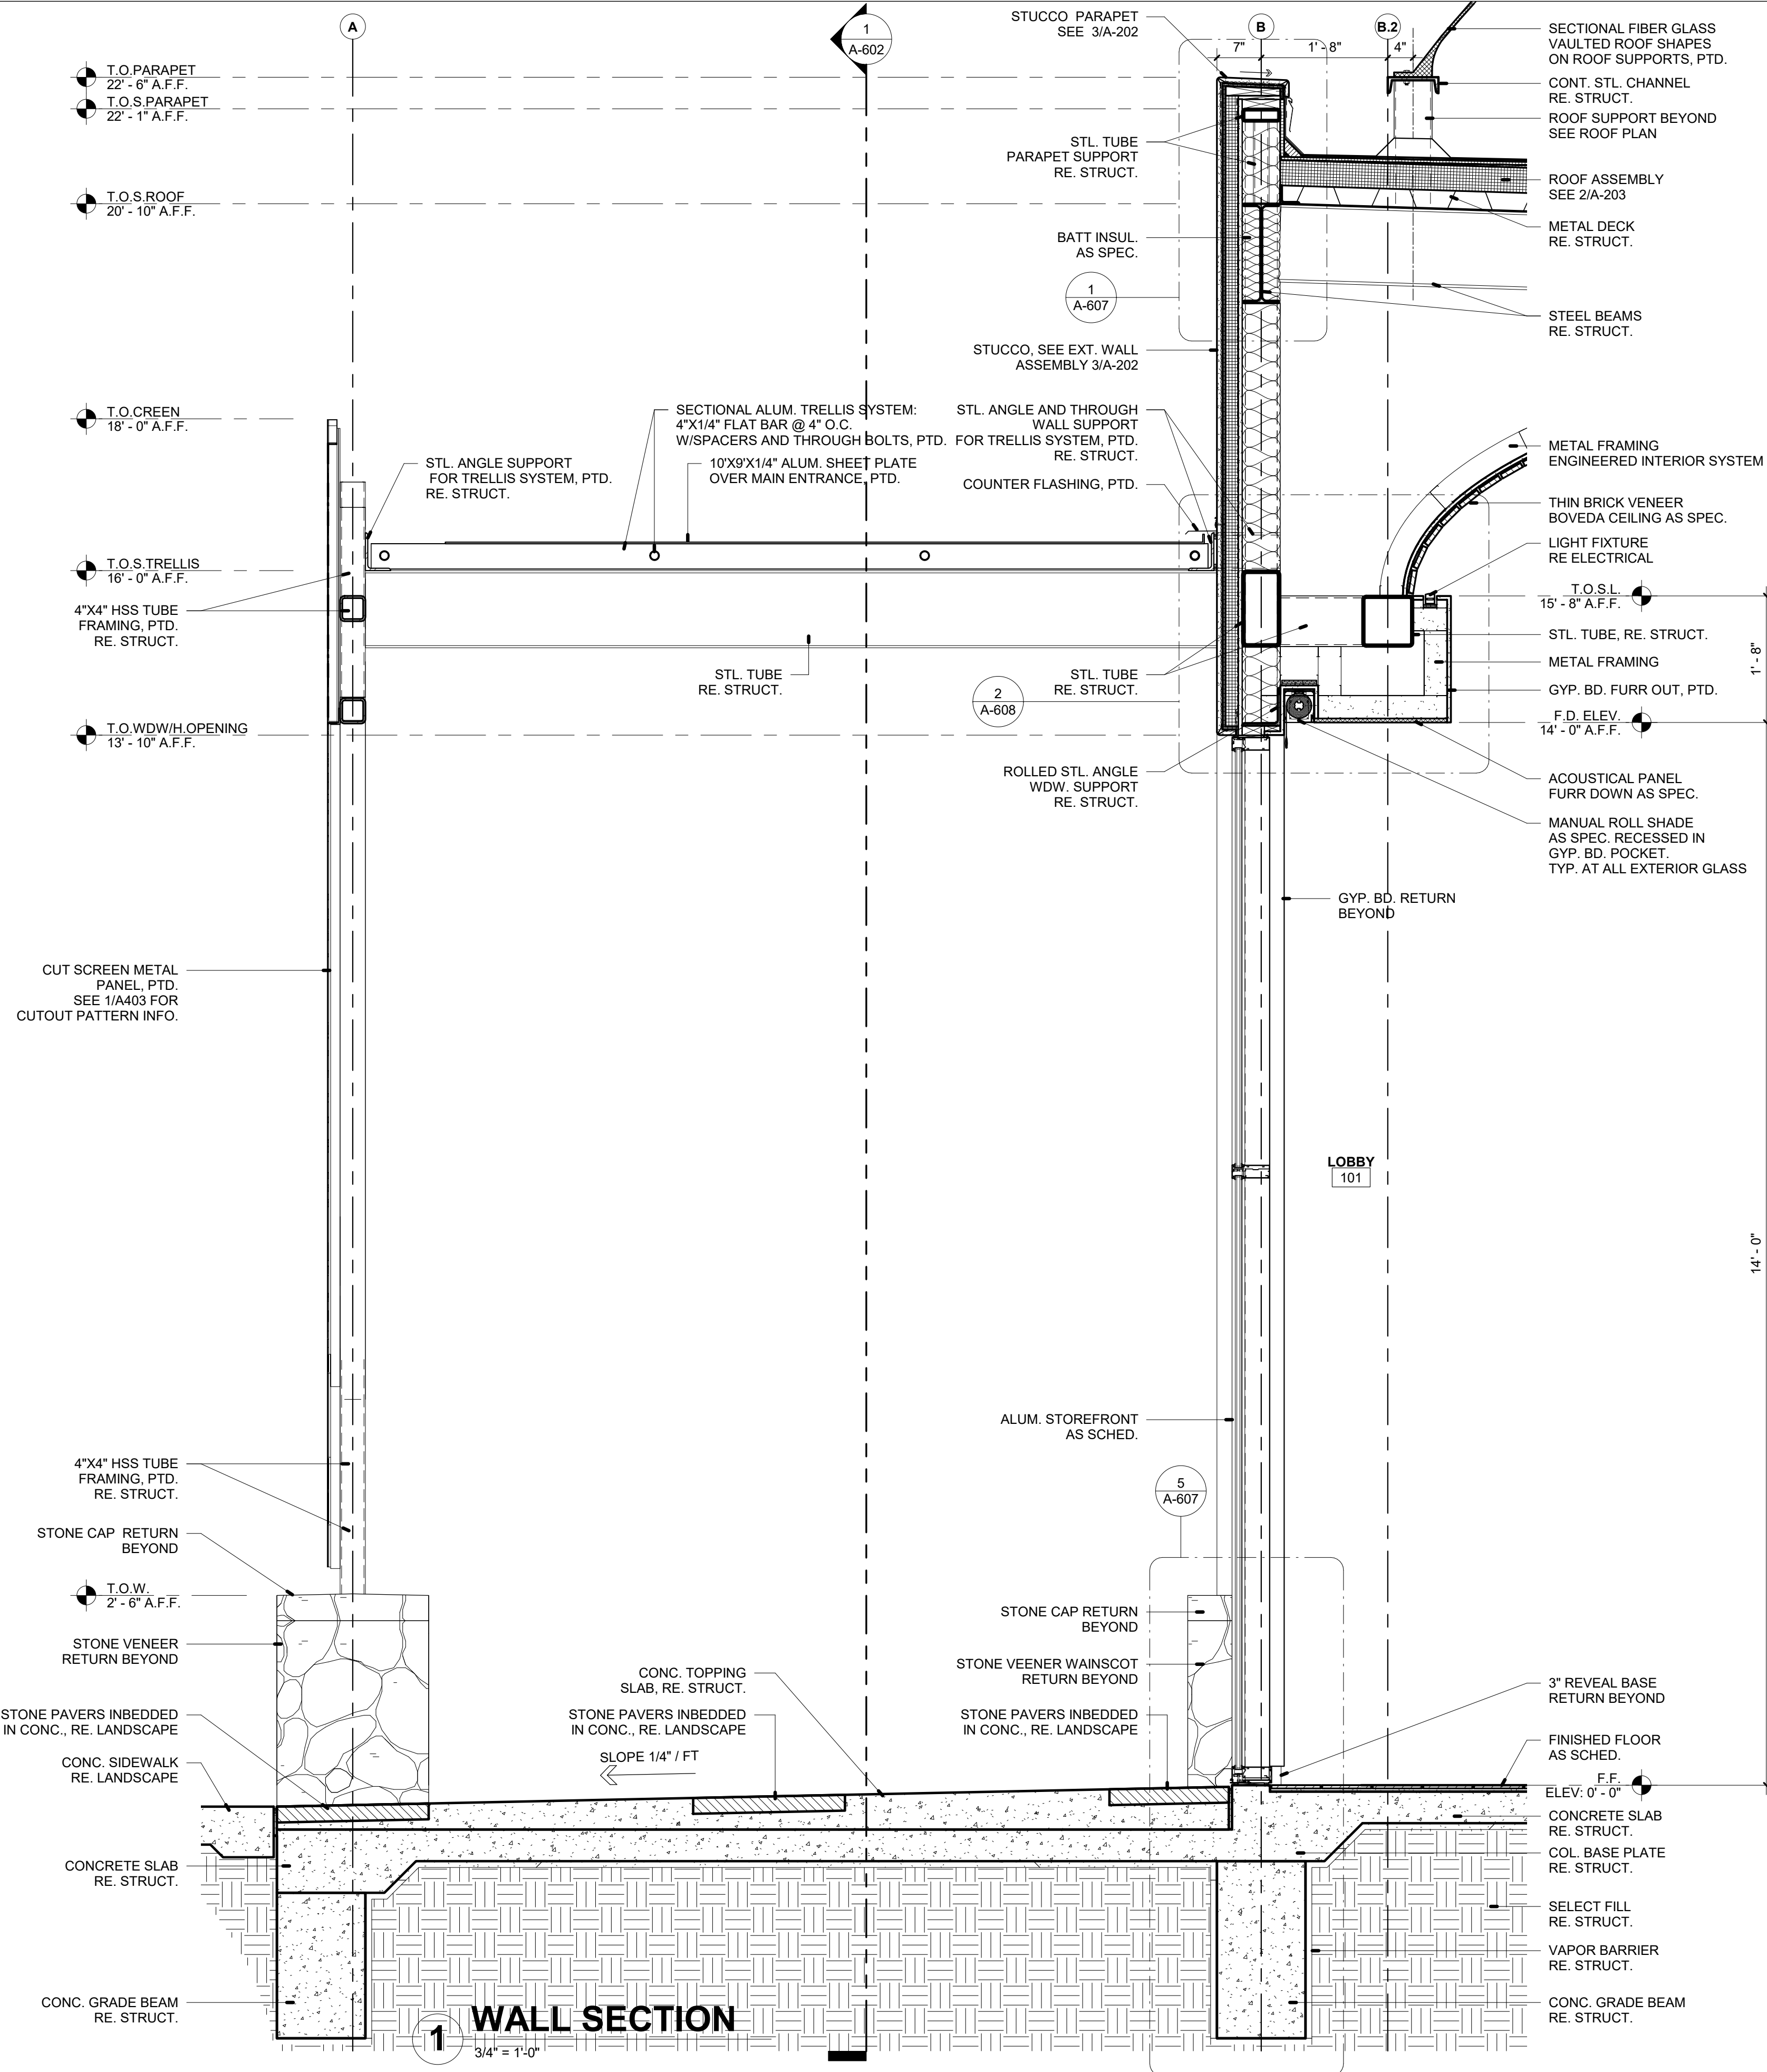 A
1
A-602
STUCCO PARAPET
SEE 3/A-202
B
B.2
7"
1' - 8"
4"
SECTIONAL FIBER GLASS
VAULTED ROOF SHAPES
ON ROOF SUPPORTS, PTD.
T.O.PARAPET
22' - 6" A.F.F.
T.O.S.PARAPET
22' - 1" A.F.F.
CONT. STL. CHANNEL
RE. STRUCT.
ROOF SUPPORT BEYOND
SEE ROOF PLAN
STL. TUBE
PARAPET SUPPORT
RE. STRUCT.
T.O.S.ROOF
20' - 10" A.F.F.
ROOF ASSEMBLY
SEE 2/A-203
METAL DECK
RE. STRUCT.
BATT INSUL.
AS SPEC.
1
A-607
STEEL BEAMS
RE. STRUCT.
STUCCO, SEE EXT. WALL
ASSEMBLY 3/A-202
T.O.CREEN
18' - 0" A.F.F.
SECTIONAL ALUM. TRELLIS SYSTEM:
4"X1/4" FLAT BAR @ 4" O.C.
W/SPACERS AND THROUGH BOLTS, PTD.
STL. ANGLE AND THROUGH
WALL SUPPORT
FOR TRELLIS SYSTEM, PTD.
RE. STRUCT.
STL. ANGLE SUPPORT
FOR TRELLIS SYSTEM, PTD.
RE. STRUCT.
10'X9'X1/4" ALUM. SHEET PLATE
OVER MAIN ENTRANCE, PTD.
COUNTER FLASHING, PTD.
METAL FRAMING
ENGINEERED INTERIOR SYSTEM
THIN BRICK VENEER
BOVEDA CEILING AS SPEC.
LIGHT FIXTURE
RE ELECTRICAL
T.O.S.TRELLIS
16' - 0" A.F.F.
T.O.S.L.
15' - 8" A.F.F.
4"X4" HSS TUBE
FRAMING, PTD.
RE. STRUCT.
STL. TUBE, RE. STRUCT.
METAL FRAMING
1' - 8"
STL. TUBE
RE. STRUCT.
STL. TUBE
RE. STRUCT.
2
A-608
GYP. BD. FURR OUT, PTD.
F.D. ELEV.
14' - 0" A.F.F.
T.O.WDW/H.OPENING
13' - 10" A.F.F.
ROLLED STL. ANGLE
WDW. SUPPORT
RE. STRUCT.
ACOUSTICAL PANEL
FURR DOWN AS SPEC.
MANUAL ROLL SHADE
AS SPEC. RECESSED IN
GYP. BD. POCKET.
TYP. AT ALL EXTERIOR GLASS
GYP. BD. RETURN
BEYOND
CUT SCREEN METAL
PANEL, PTD.
SEE 1/A403 FOR
CUTOUT PATTERN INFO.
LOBBY
101
14' - 0"
ALUM. STOREFRONT
AS SCHED.
4"X4" HSS TUBE
FRAMING, PTD.
RE. STRUCT.
5
A-607
STONE CAP RETURN
BEYOND
T.O.W.
2' - 6" A.F.F.
STONE CAP RETURN
BEYOND
STONE VENEER
RETURN BEYOND
CONC. TOPPING
SLAB, RE. STRUCT.
STONE VEENER WAINSCOT
RETURN BEYOND
3" REVEAL BASE
RETURN BEYOND
STONE PAVERS INBEDDED
IN CONC., RE. LANDSCAPE
STONE PAVERS INBEDDED
IN CONC., RE. LANDSCAPE
STONE PAVERS INBEDDED
IN CONC., RE. LANDSCAPE
SLOPE 1/4" / FT
CONC. SIDEWALK
RE. LANDSCAPE
FINISHED FLOOR
AS SCHED.
F.F.
ELEV: 0' - 0"
CONCRETE SLAB
RE. STRUCT.
CONCRETE SLAB
RE. STRUCT.
COL. BASE PLATE
RE. STRUCT.
SELECT FILL
RE. STRUCT.
VAPOR BARRIER
RE. STRUCT.
CONC. GRADE BEAM
RE. STRUCT.
CONC. GRADE BEAM
RE. STRUCT.
1
WALL SECTION
3/4" = 1'-0"